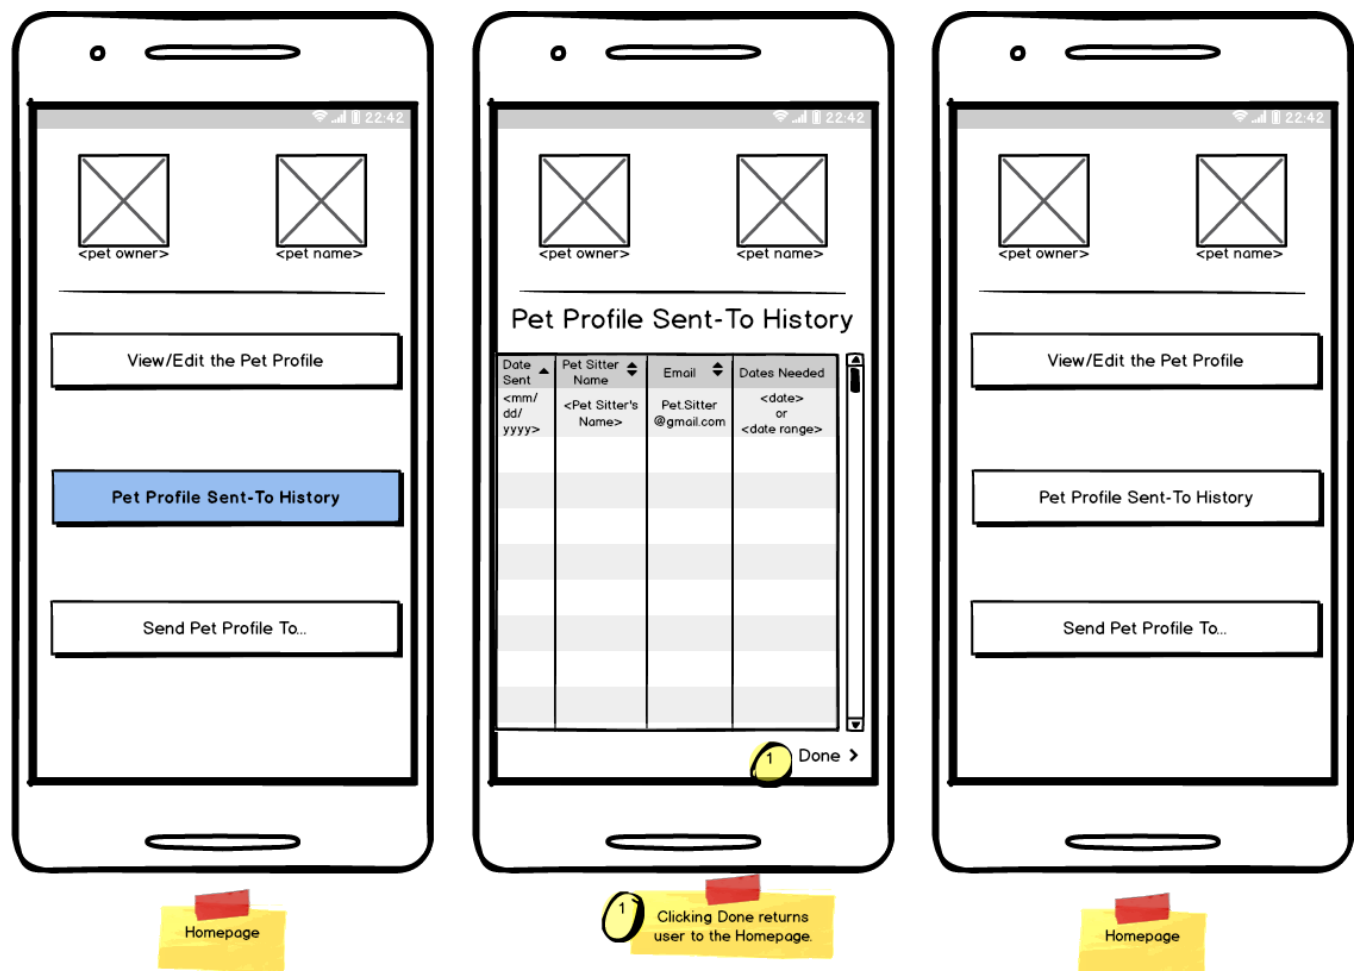 22:42
<pet owner>
<pet name>
View/Edit the Pet Profile
Pet Profile Sent-To History
Send Pet Profile To...
Homepage
22:42
<pet owner>
<pet name>
Pet Profile Sent-To History
Date
Sent
Pet Sitter
Name
Email
Dates Needed
<mm/
dd/
yyyy>
<Pet Sitter's
Name>
Pet.Sitter
@gmail.com
<date>
or
<date range>
1
Done >
1
Clicking Done returns
user to the Homepage.
22:42
<pet owner>
<pet name>
View/Edit the Pet Profile
Pet Profile Sent-To History
Send Pet Profile To...
Homepage